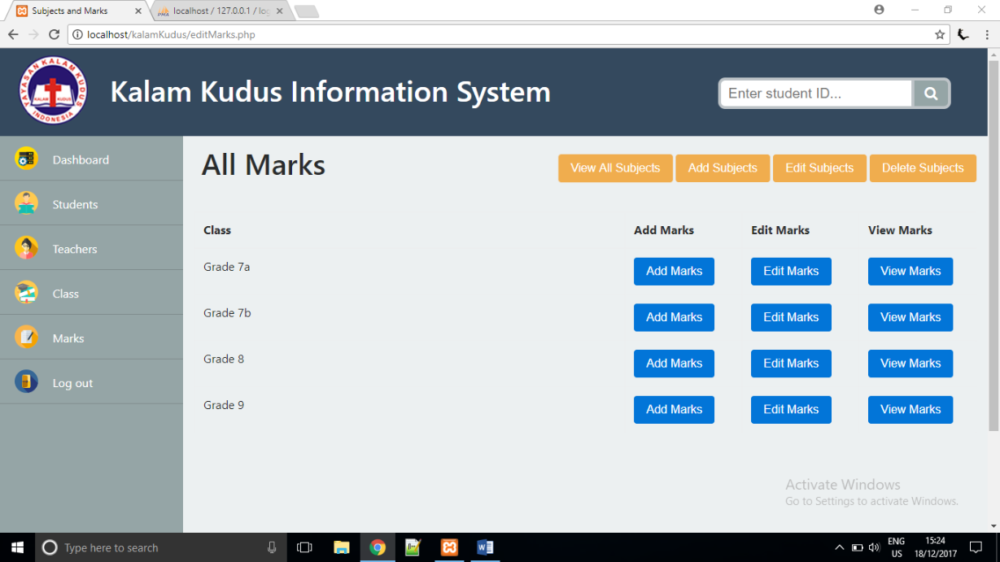 Subjects and Marks
localhost / 127.0.0.1 / log
localhost/kalamKudus/editMarks.php
YAYASAN KALAM KUDUS
KALAM KUDUS
INDONESIA
Kalam Kudus Information System
Enter student ID...
Dashboard
Students
Teachers
Class
Marks
Log out
All Marks
View All Subjects Add Subjects Edit Subjects Delete Subjects
Class Add Marks Edit Marks View Marks
Grade 7a Add Marks Edit Marks View Marks
Grade 7b Add Marks Edit Marks View Marks
Grade 8 Add Marks Edit Marks View Marks
Grade 9 Add Marks Edit Marks View Marks
Activate Windows
Go to Settings to activate Windows.
Type here to search
ENG
US
15:24
18/12/2017